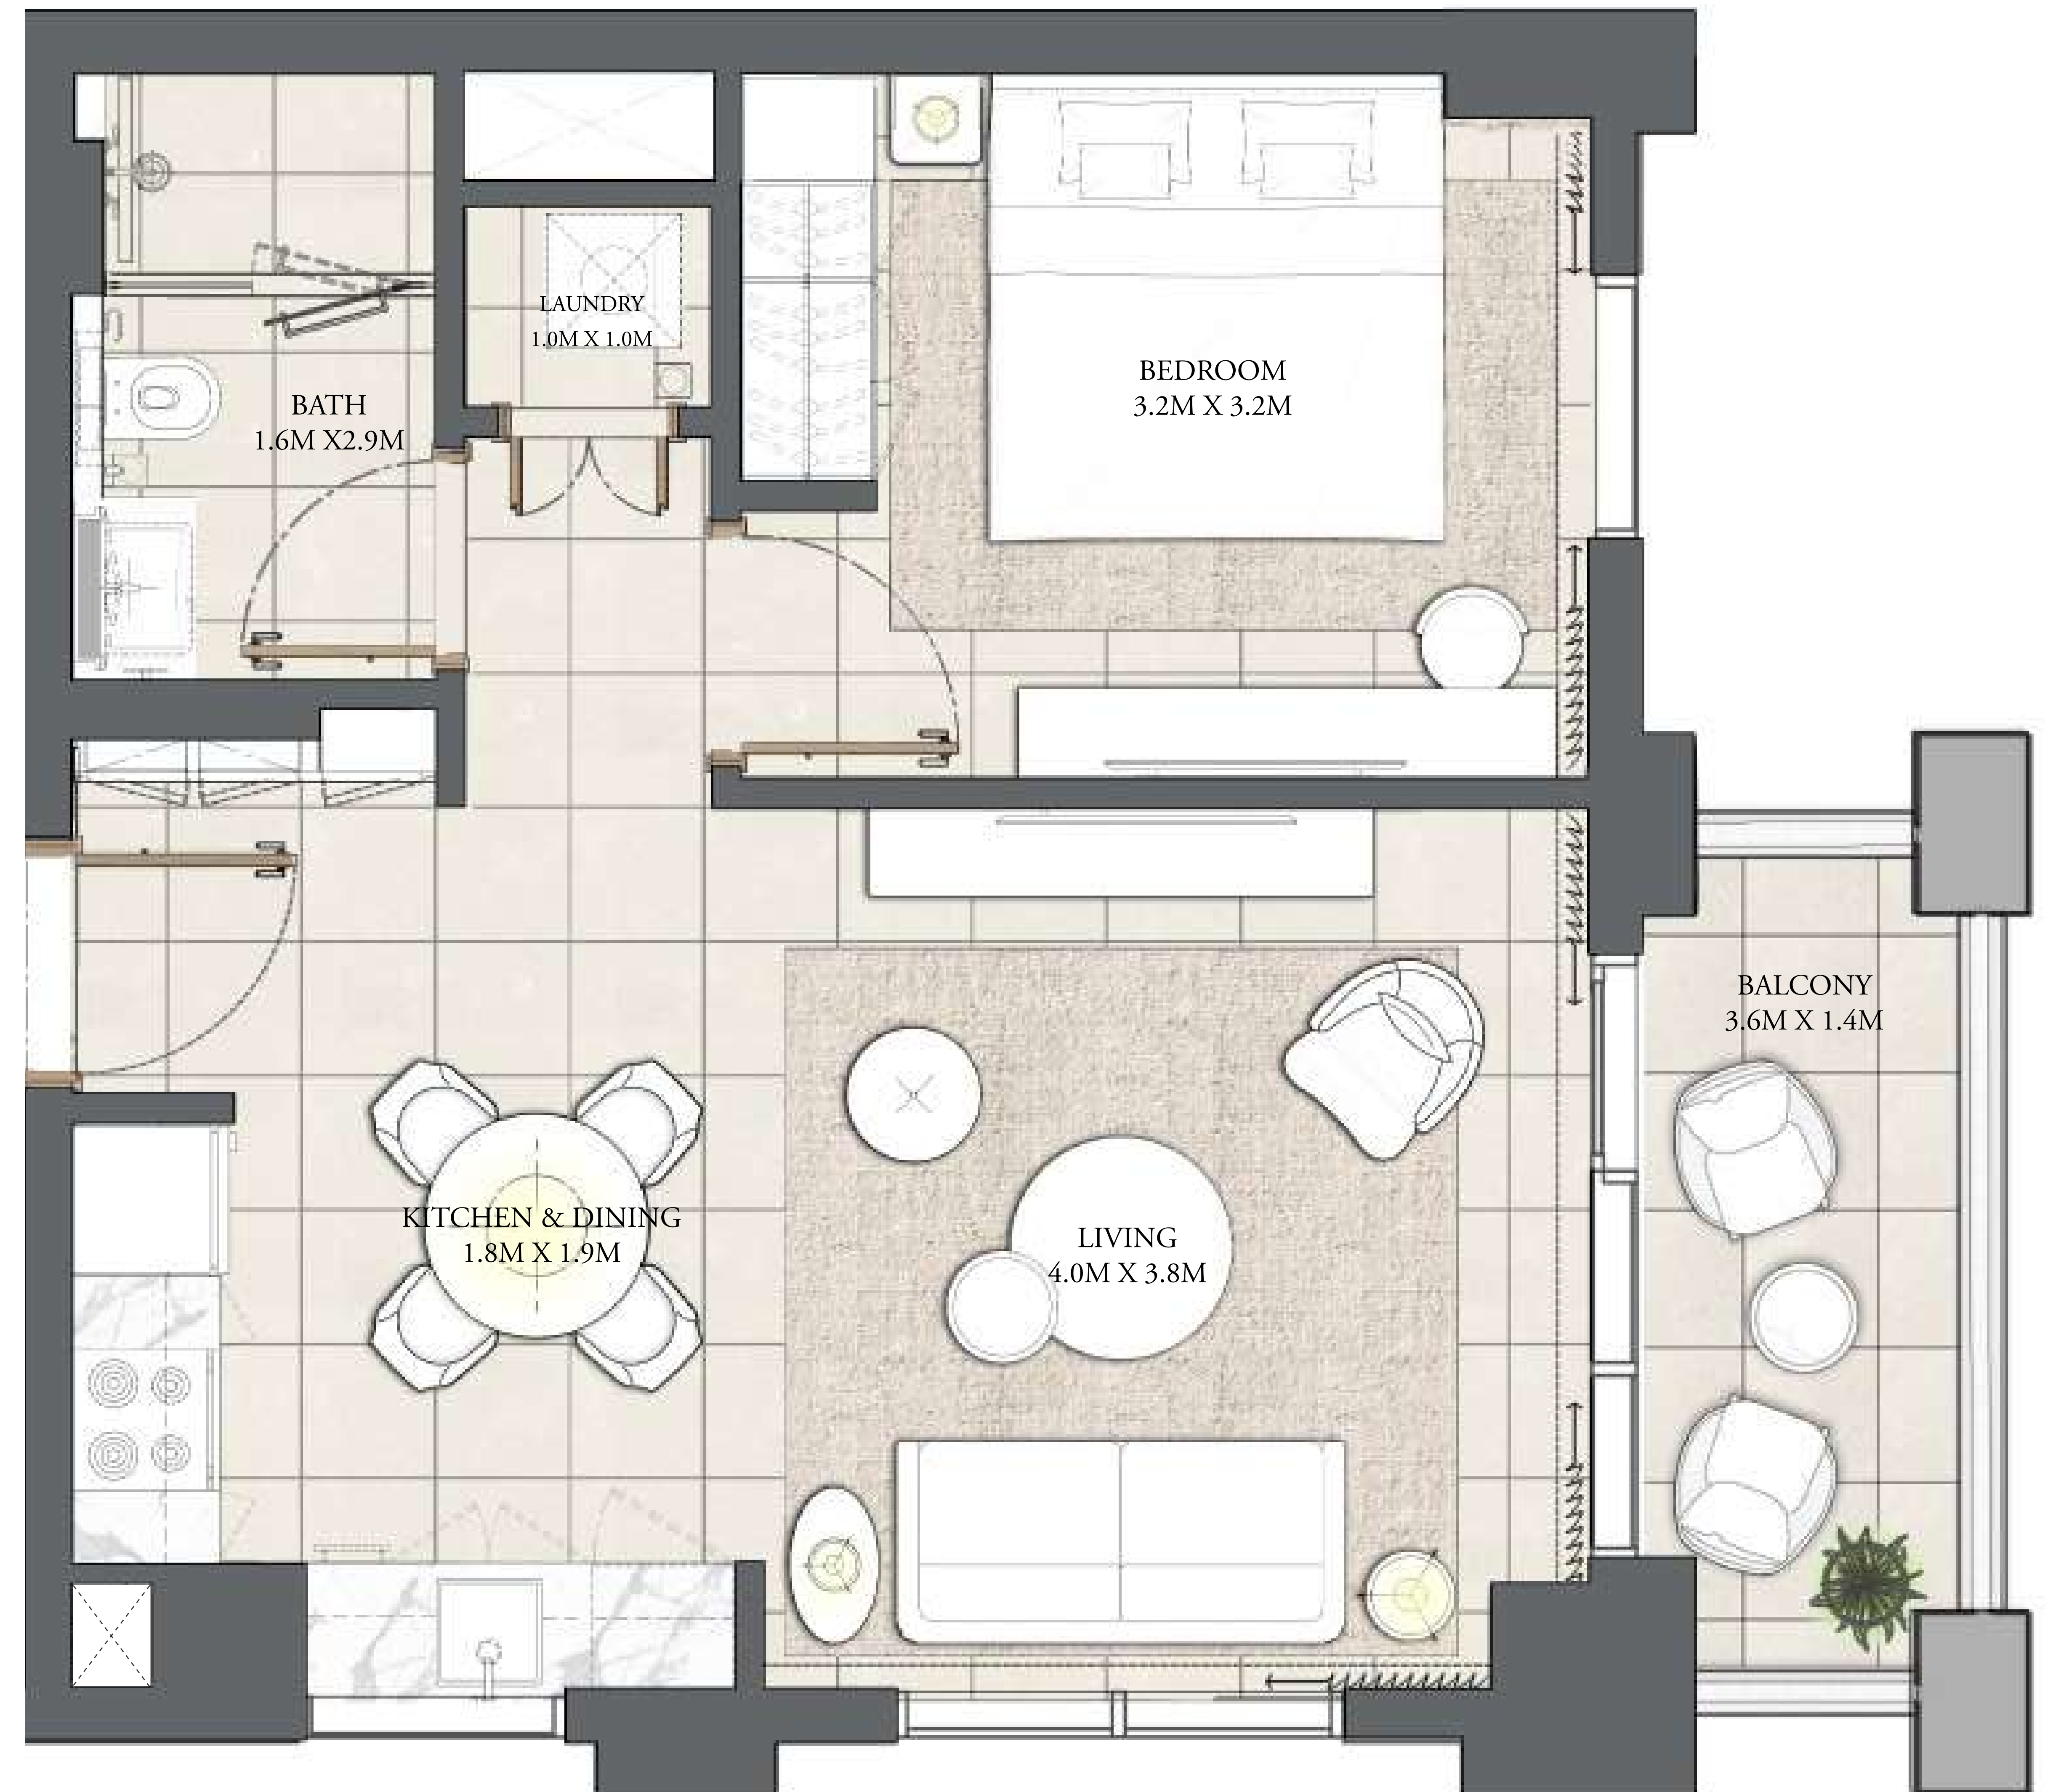 LAUNDRY
1.0M X 1.0M
BEDROOM
3.2M X 3.2M
BATH
1.6M X2.9M
BALCONY
3.6M X 1.4M
KITCHEN & DINING
1.8M X 1.9M
LIVING
4.0M X 3.8M